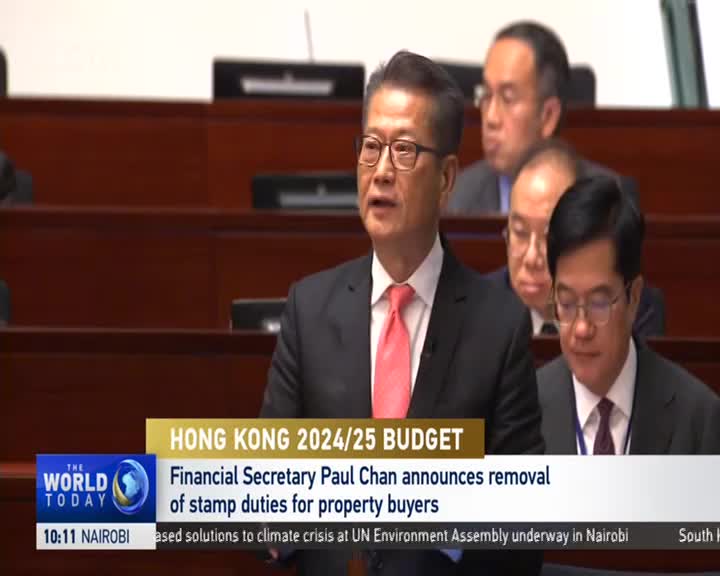 HONG KONG 2024/25 BUDGET
Financial Secretary Paul Chan announces removal
of stamp duties for property buyers
THE
WORLD
TODAY
10:11 NAIROBI
ased solutions to climate crisis at UN Environment Assembly underway in Nairobi
South